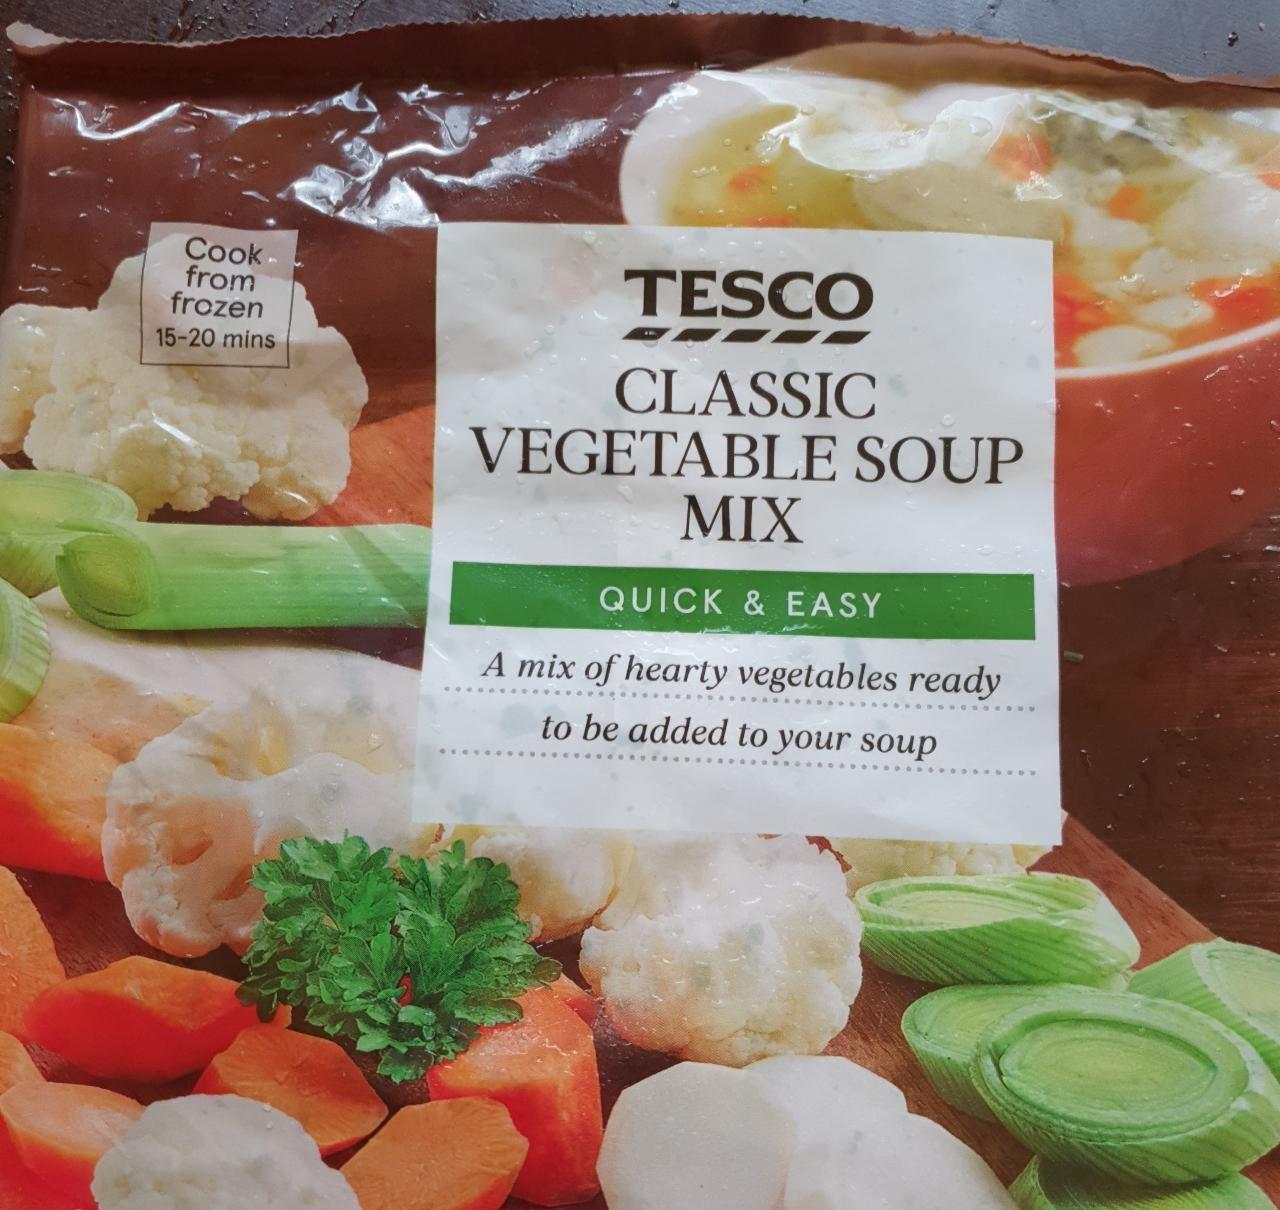 Cook
from
frozen
15-20 mins
TESCO
CLASSIC
VEGETABLE SOUP
MIX
QUICK & EASY
A mix of hearty vegetables ready
to be added to your soup